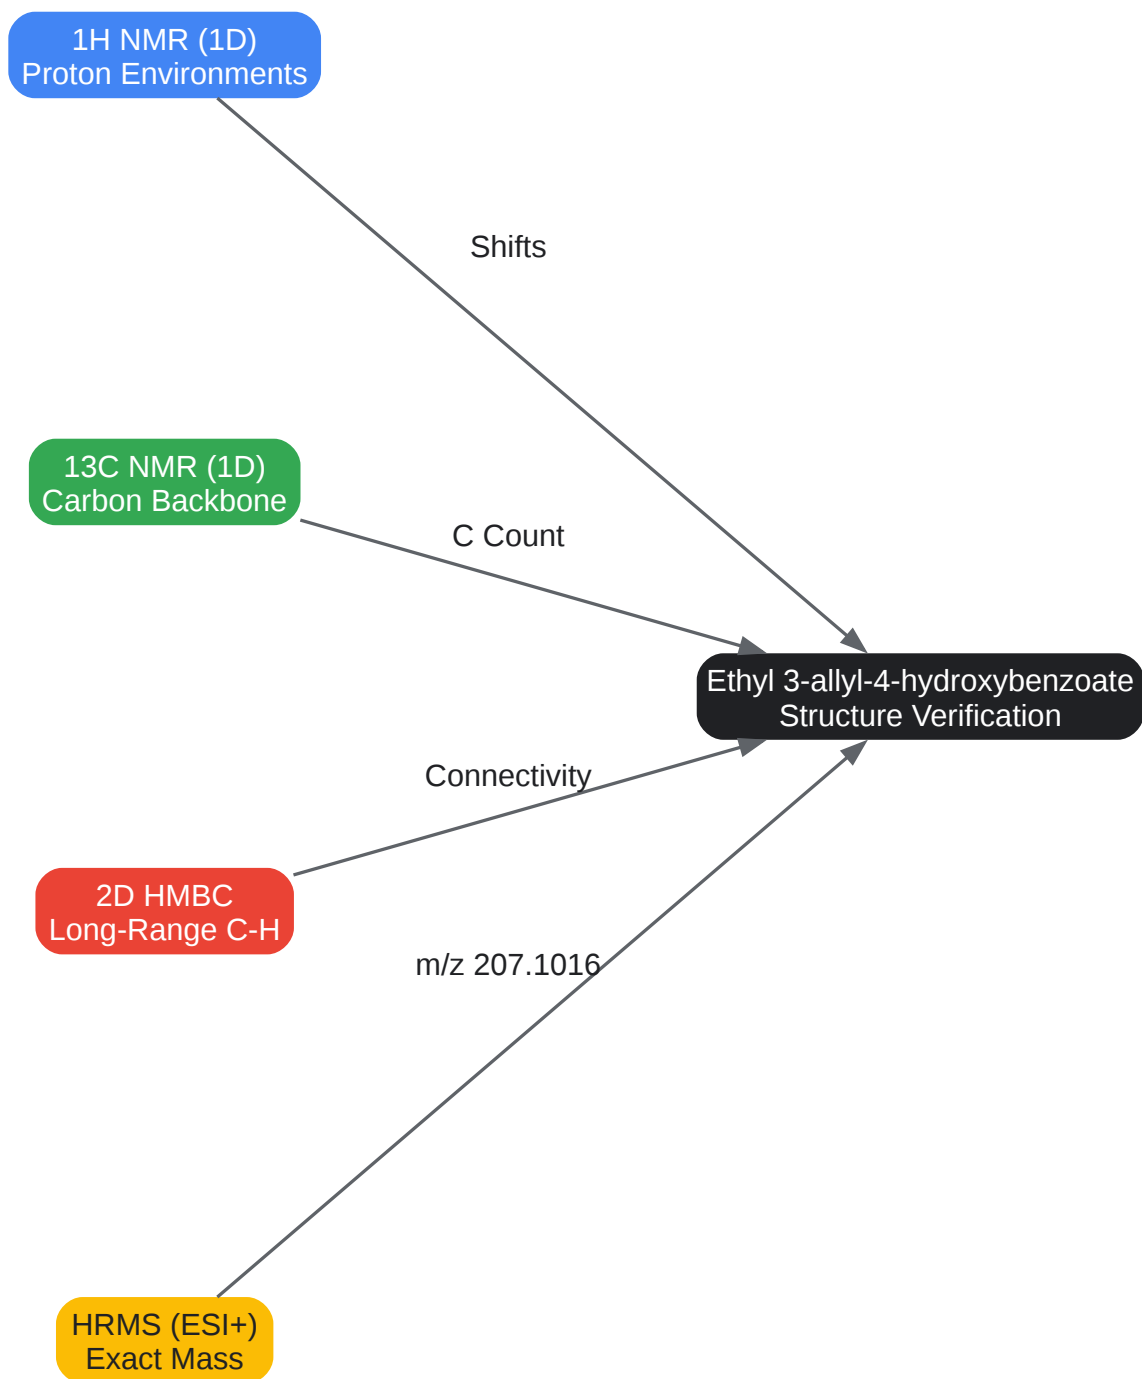 1H NMR (1D)
Proton Environments
Shifts
13C NMR (1D)
Carbon Backbone
C Count
Ethyl 3-allyl-4-hydroxybenzoate
Structure Verification
Connectivity
2D HMBC
Long-Range C-H
m/z 207.1016
HRMS (ESI+)
Exact Mass